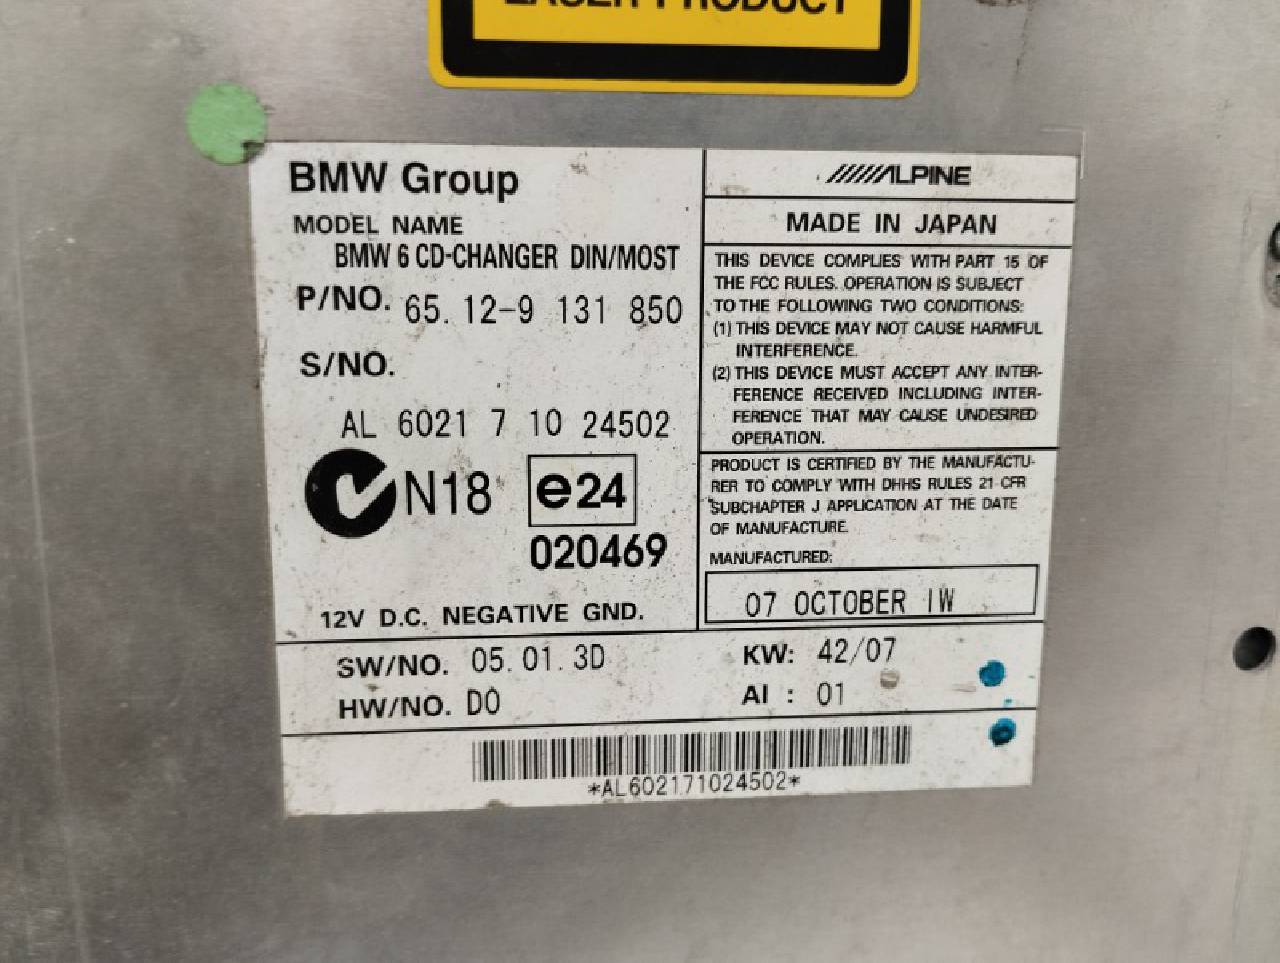 LASER PRODUCT
BMW Group
MODEL NAME
BMW 6 CD-CHANGER DIN/MOST
P/NO. 65. 12-9 131 850
S/NO.
AL 6021 7 10 24502
N18
e24
020469
12V D.C. NEGATIVE GND.
ALPINE
MADE IN JAPAN
THIS DEVICE COMPLIES WITH PART 15 OF
THE FCC RULES. OPERATION IS SUBJECT
TO THE FOLLOWING TWO CONDITIONS:
(1) THIS DEVICE MAY NOT CAUSE HARMFUL
INTERFERENCE.
(2) THIS DEVICE MUST ACCEPT ANY INTER-
FERENCE RECEIVED INCLUDING INTER-
FERENCE THAT MAY CAUSE UNDESIRED
OPERATION.
PRODUCT IS CERTIFIED BY THE MANUFACTU-
RER TO COMPLY WITH DHHS RULES 21 CFR
SUBCHAPTER J APPLICATION AT THE DATE
OF MANUFACTURE.
MANUFACTURED:
07 OCTOBER IW
SW/NO. 05. 01. 3D
KW: 42/07
HW/NO. D0
AI : 01
*AL602171024502*